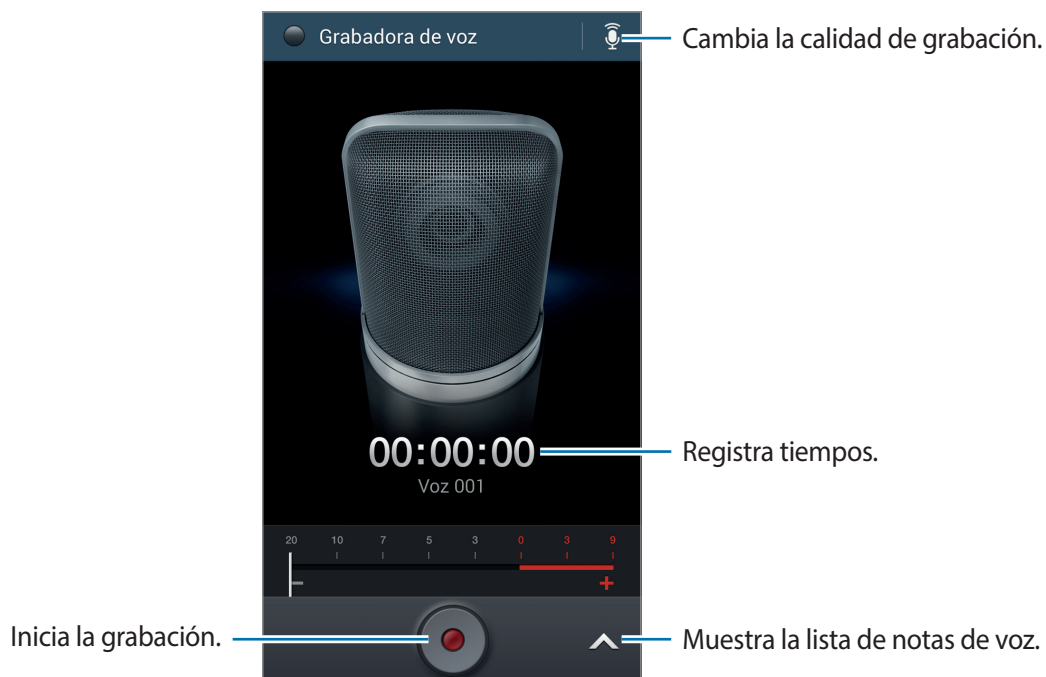 Grabadora de voz
Cambia la calidad de grabación.
00:00:00
Registra tiempos.
Voz 001
20 10 7 5 3 0 3 9
− +
Inicia la grabación.
Muestra la lista de notas de voz.